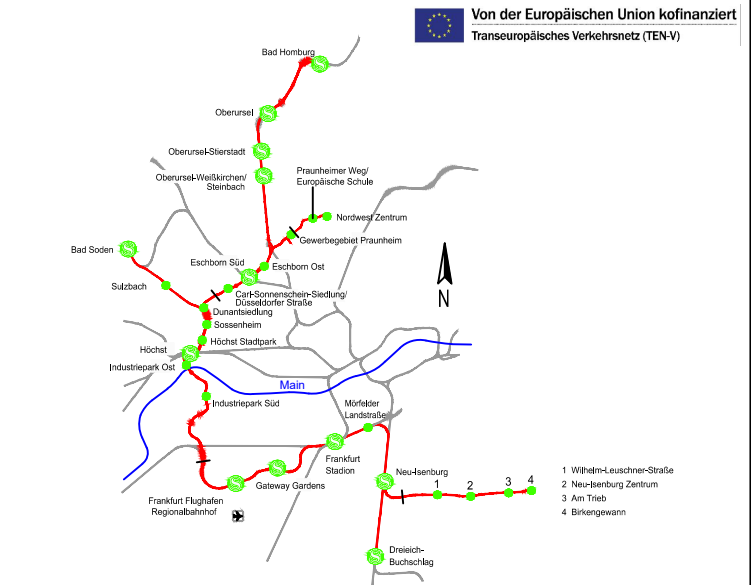 Von der Europäischen Union kofinanziert
Transeuropäisches Verkehrsnetz (TEN-V)
Bad Homburg
Oberursel
Oberursel-Stierstadt
Oberursel-Weißkirchen/
Steinbach
Praunheimer Weg/
Europäische Schule
Nordwest Zentrum
Gewerbegebiet Praunheim
Bad Soden
Eschborn Süd
Eschborn Ost
Sulzbach
Carl-Sonnenschein-Siedlung/
Düsseldorfer Straße
Dunantsiedlung
Sossenheim
Höchst Stadtpark
Höchst
Industriepark Ost
N
Main
Industriepark Süd
Mörfelder
Landstraße
Frankfurt
Stadion
Gateway Gardens
Frankfurt Flughafen
Regionalbahnhof
Neu-Isenburg
1
2
3
4
1 Wilhelm-Leuschner-Straße
2 Neu-Isenburg Zentrum
3 Am Trieb
4 Birkengewann
Dreieich-
Buchschlag